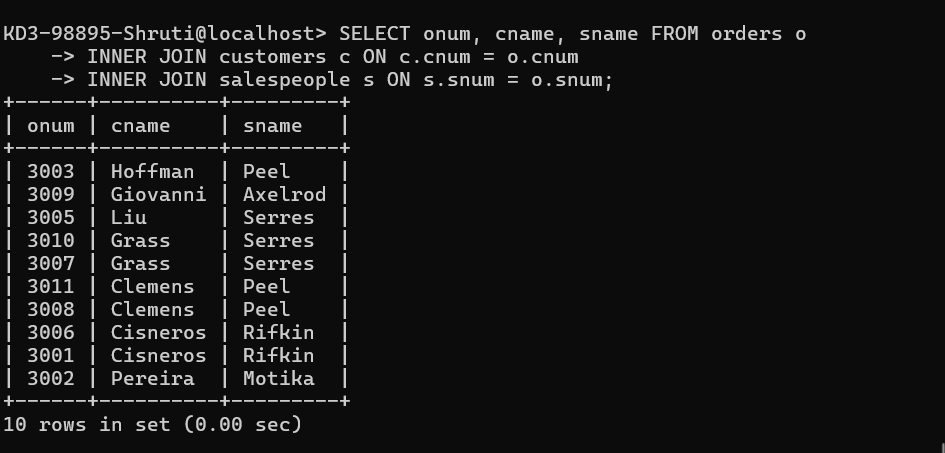 KD3-98895-Shruti@localhost> SELECT onum, cname, sname FROM orders o
    -> INNER JOIN customers c ON c.cnum = o.cnum
    -> INNER JOIN salespeople s ON s.snum = o.snum;
+------+----------+---------+
| onum | cname    | sname   |
+------+----------+---------+
| 3003 | Hoffman  | Peel    |
| 3009 | Giovanni | Axelrod |
| 3005 | Liu      | Serres  |
| 3010 | Grass    | Serres  |
| 3007 | Grass    | Serres  |
| 3011 | Clemens  | Peel    |
| 3008 | Clemens  | Peel    |
| 3006 | Cisneros | Rifkin  |
| 3001 | Cisneros | Rifkin  |
| 3002 | Pereira  | Motika  |
+------+----------+---------+
10 rows in set (0.00 sec)